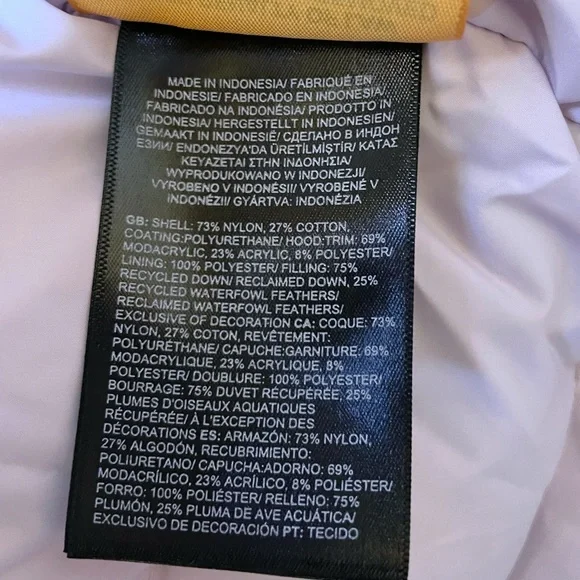 MADE IN INDONESIA/ FABRIQUÉ EN
INDONESIE/ FABRICADO EN INDONESIA/
FABRICADO NA INDONÉSIA/ PRODOTTO IN
INDONESIA/ HERGESTELLT IN INDONESIEN/
GEMAAKT IN INDONESIË/ СДЕЛАНО В ИНДОН
ЕЗИИ/ ENDONEZYA'DA ÜRETİLMİŞTİR/ ΚΑΤΑΣ
ΚΕΥΑΖΕΤΑΙ ΣΤΗΝ ΙΝΔΟΝΗΣΙΑ/
WYPRODUKOWANO W INDONEZJI/
VYROBENO V INDONÉSII/ VYROBENÉ V
INDONÉZII/ GYÁRTVA: INDONÉZIA
GB: SHELL: 73% NYLON, 27% COTTON,
COATING:POLYURETHANE/ HOOD:TRIM: 69%
MODACRYLIC, 23% ACRYLIC, 8% POLYESTER/
LINING: 100% POLYESTER/ FILLING: 75%
RECYCLED DOWN/ RECLAIMED DOWN, 25%
RECYCLED WATERFOWL FEATHERS/
RECLAIMED WATERFOWL FEATHERS/
EXCLUSIVE OF DECORATION CA: COQUE: 73%
NYLON, 27% COTON, REVÊTEMENT:
POLYURÉTHANE/ CAPUCHE:GARNITURE: 69%
MODACRYLIQUE, 23% ACRYLIQUE, 8%
POLYESTER/ DOUBLURE: 100% POLYESTER/
BOURRAGE: 75% DUVET RÉCUPÉRÉE, 25%
PLUMES D'OISEAUX AQUATIQUES
RÉCUPÉRÉE/ À L'EXCEPTION DES
DÉCORATIONS ES: ARMAZÓN: 73% NYLON,
27% ALGODÓN, RECUBRIMIENTO:
POLIURETANO/ CAPUCHA:ADORNO: 69%
MODACRÍLICO, 23% ACRÍLICO, 8% POLIÉSTER/
FORRO: 100% POLIÉSTER/ RELLENO: 75%
PLUMÓN, 25% PLUMA DE AVE ACUÁTICA/
EXCLUSIVO DE DECORACIÓN PT: TECIDO